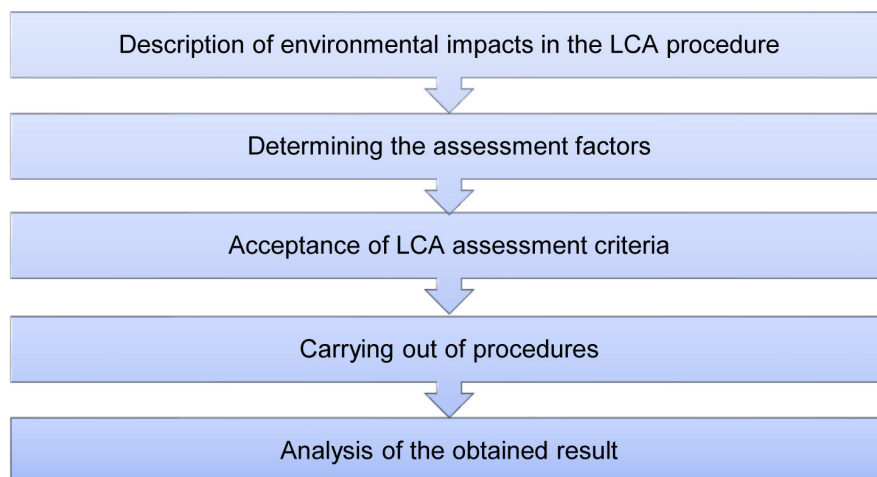 Description of environmental impacts in the LCA procedure
Determining the assessment factors
Acceptance of LCA assessment criteria
Carrying out of procedures
Analysis of the obtained result